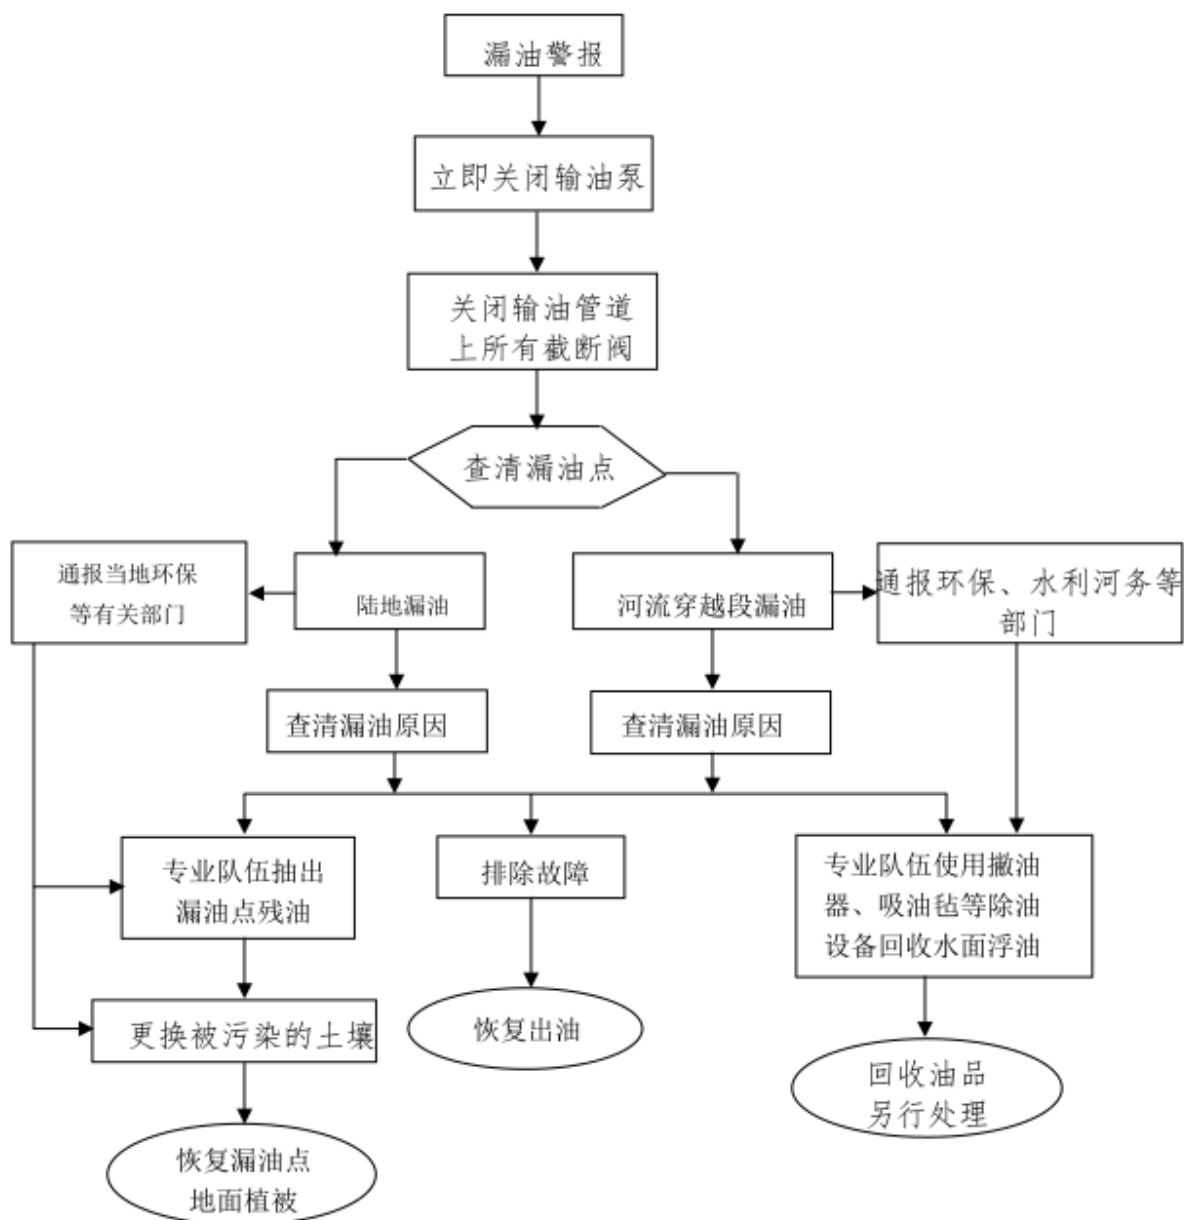 漏油警报
立即关闭输油泵
关闭输油管道
上所有截断阀
查清漏油点
通报当地环保
等有关部门
陆地漏油
河流穿越段漏油
通报环保、水利河务等
部门
查清漏油原因
查清漏油原因
专业队伍抽出
漏油点残油
排除故障
专业队伍使用撇油
器、吸油毡等除油
设备回收水面浮油
更换被污染的土壤
恢复出油
回收油品
另行处理
恢复漏油点
地面植被